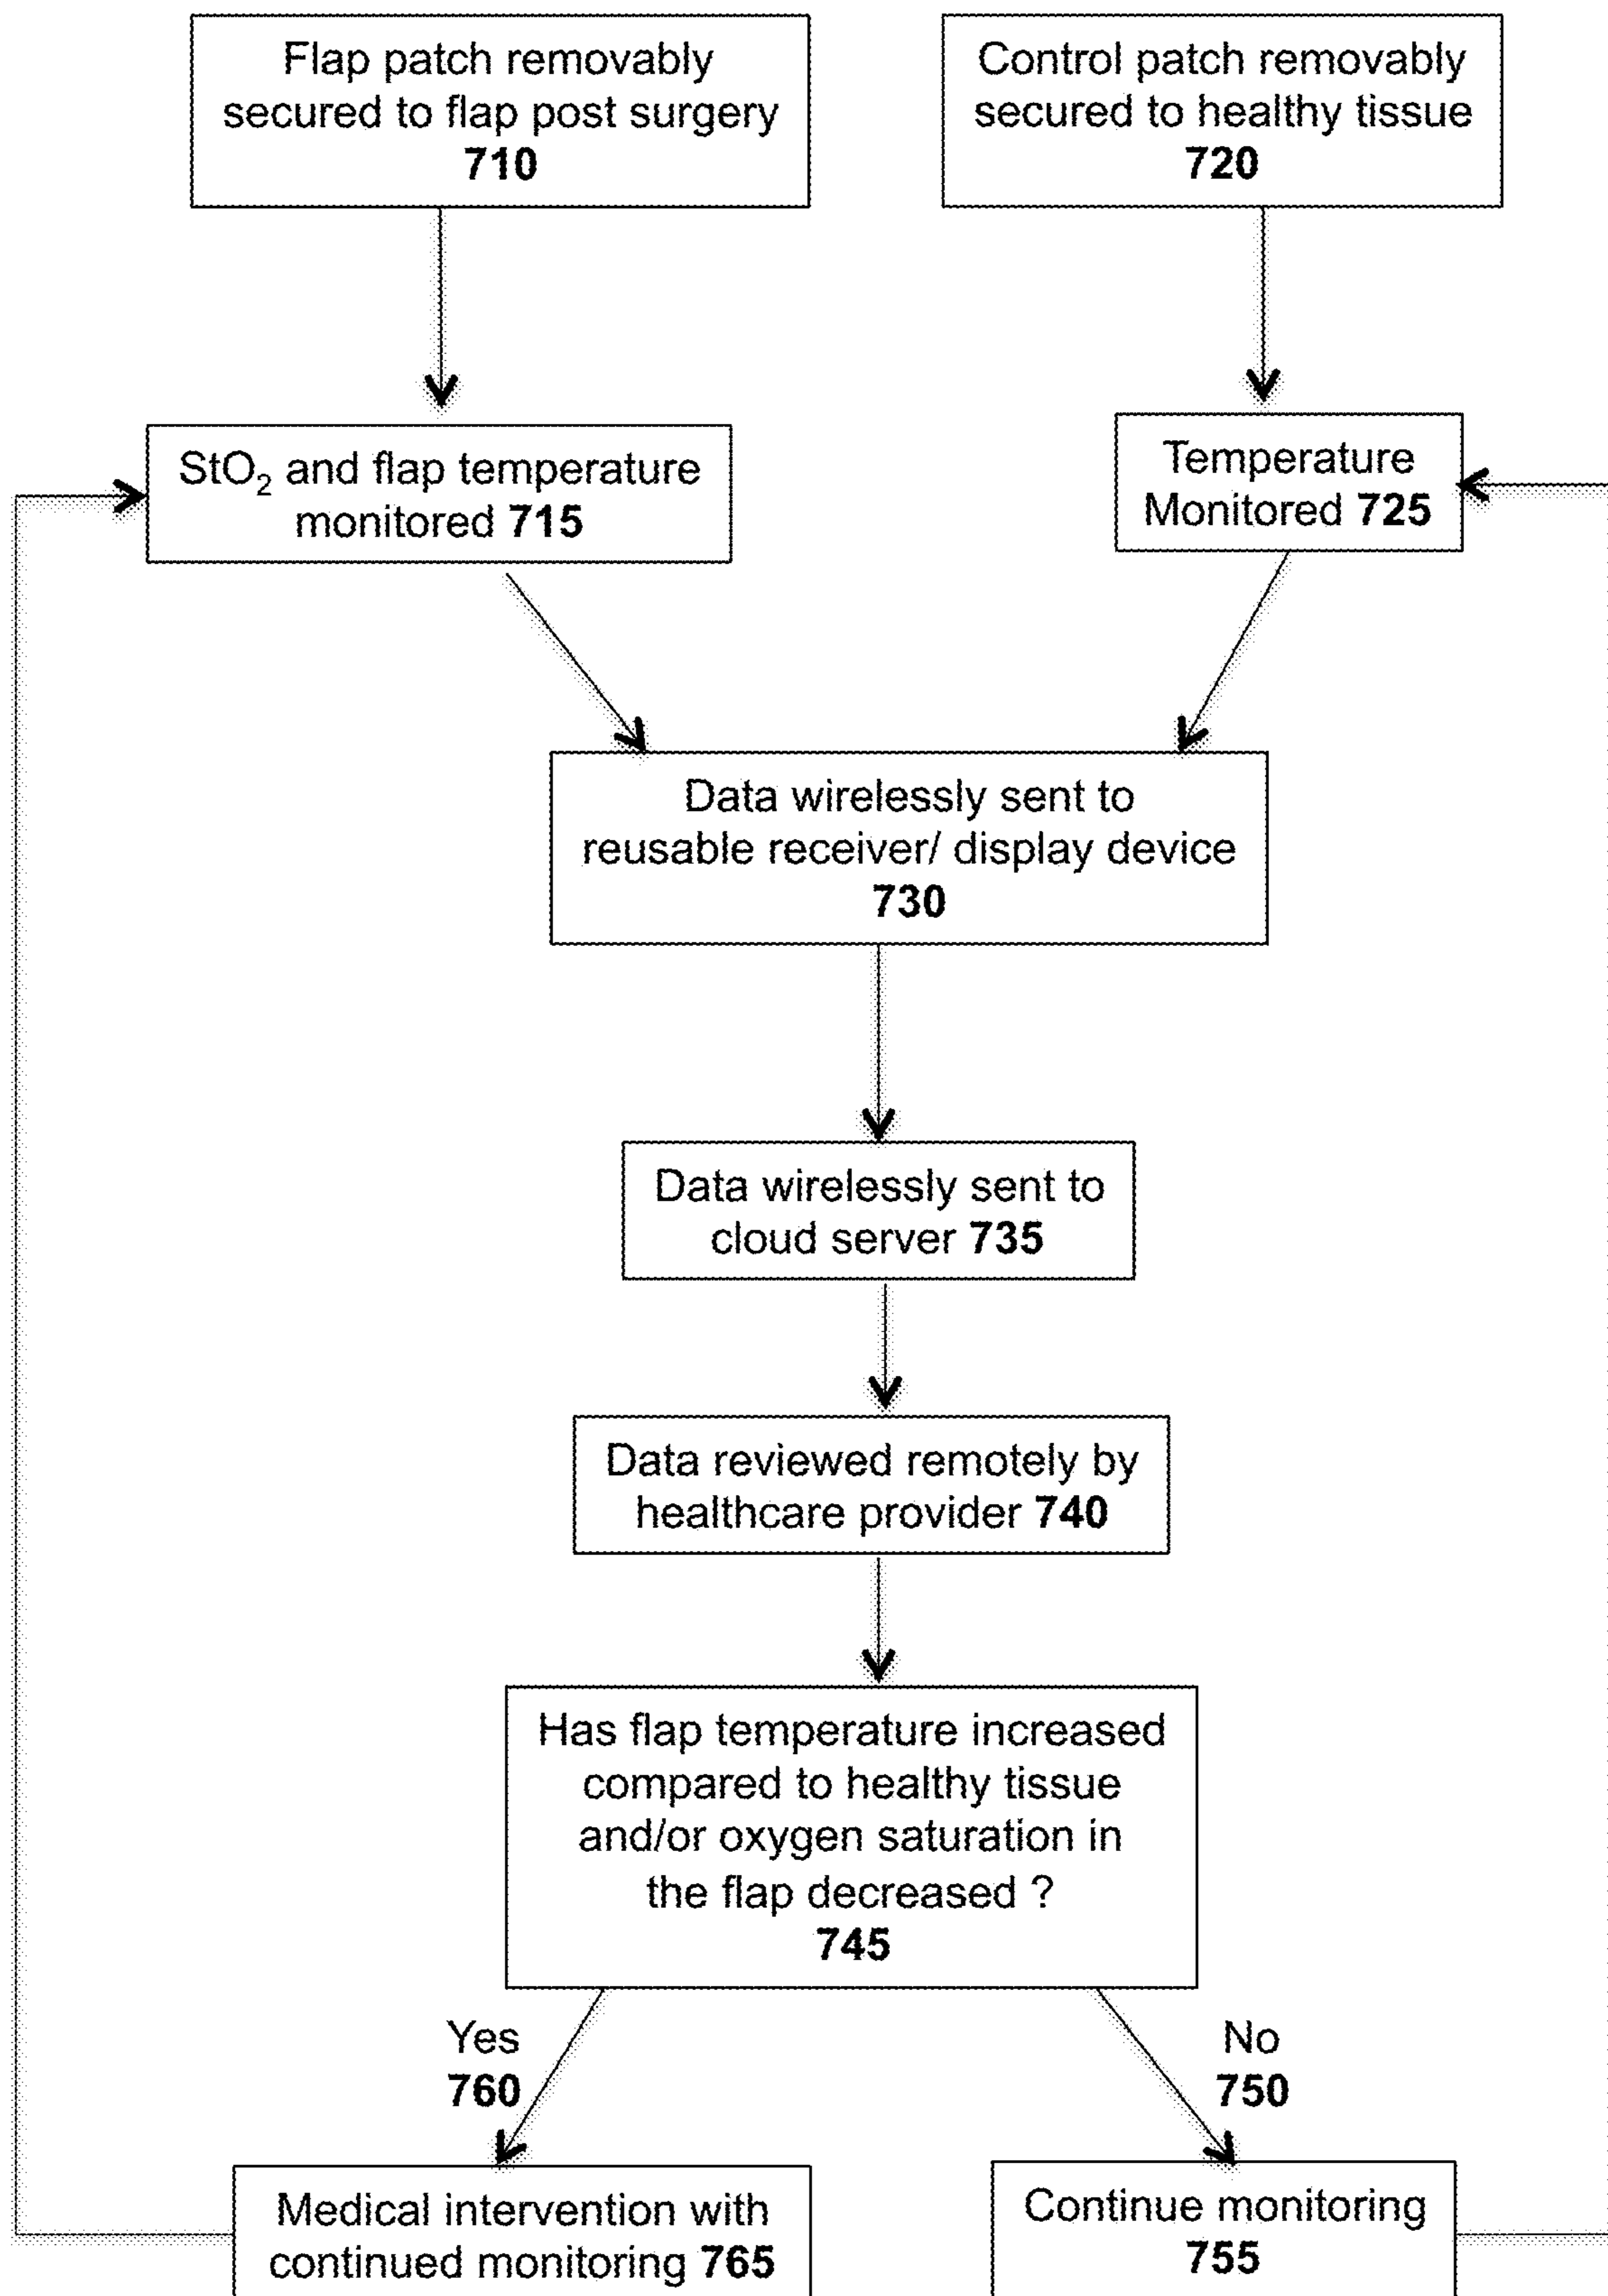 Flap patch removably
secured to flap post surgery
710
Control patch removably
secured to healthy tissue
720
StO₂ and flap temperature
monitored 715
Temperature
Monitored 725
Data wirelessly sent to
reusable receiver/ display device
730
Data wirelessly sent to
cloud server 735
Data reviewed remotely by
healthcare provider 740
Has flap temperature increased
compared to healthy tissue
and/or oxygen saturation in
the flap decreased ?
745
Yes
760
No
750
Medical intervention with
continued monitoring 765
Continue monitoring
755